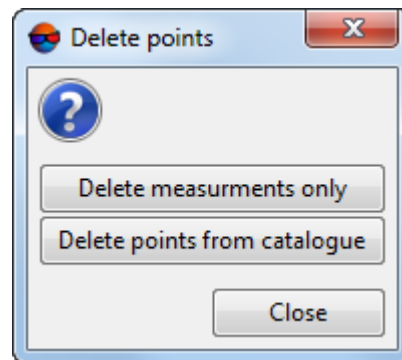 Delete points
Delete measurments only
Delete points from catalogue
Close